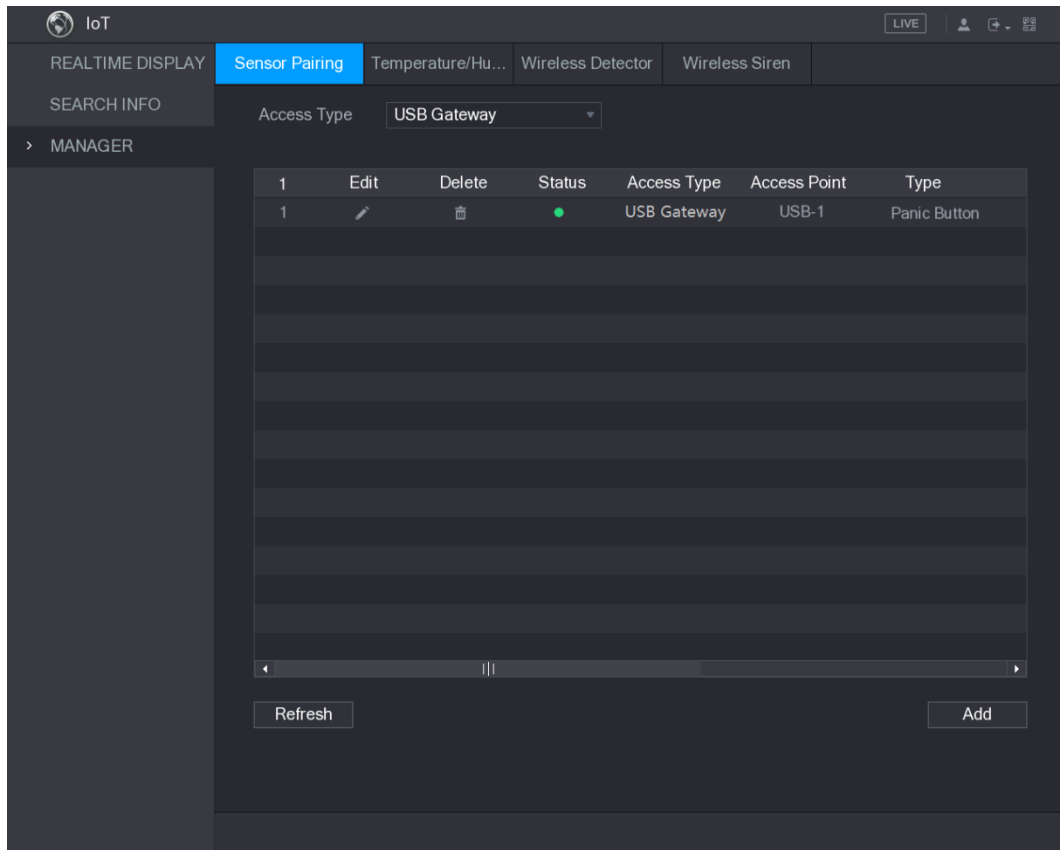 IoT LIVE
REALTIME DISPLAY
SEARCH INFO
MANAGER
Sensor Pairing Temperature/Hu... Wireless Detector Wireless Siren
Access Type USB Gateway
1 Edit Delete Status Access Type Access Point Type
1 USB Gateway USB-1 Panic Button
Refresh Add